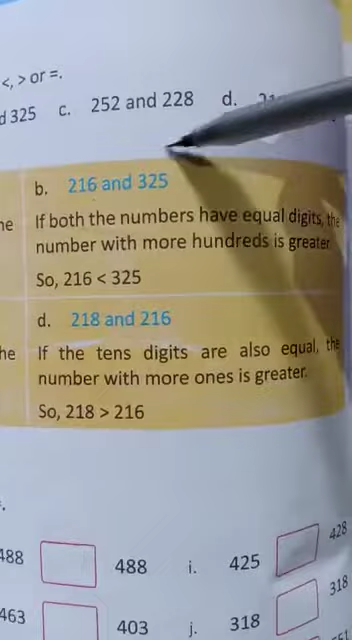 <, > or =.
d 325 c. 252 and 228 d.
b. 216 and 325
If both the numbers have equal digits, the
number with more hundreds is greater.
So, 216 < 325
d. 218 and 216
he If the tens digits are also equal, the
number with more ones is greater.
So, 218 > 216
488 488 i. 425 428
463 403 j. 318 318